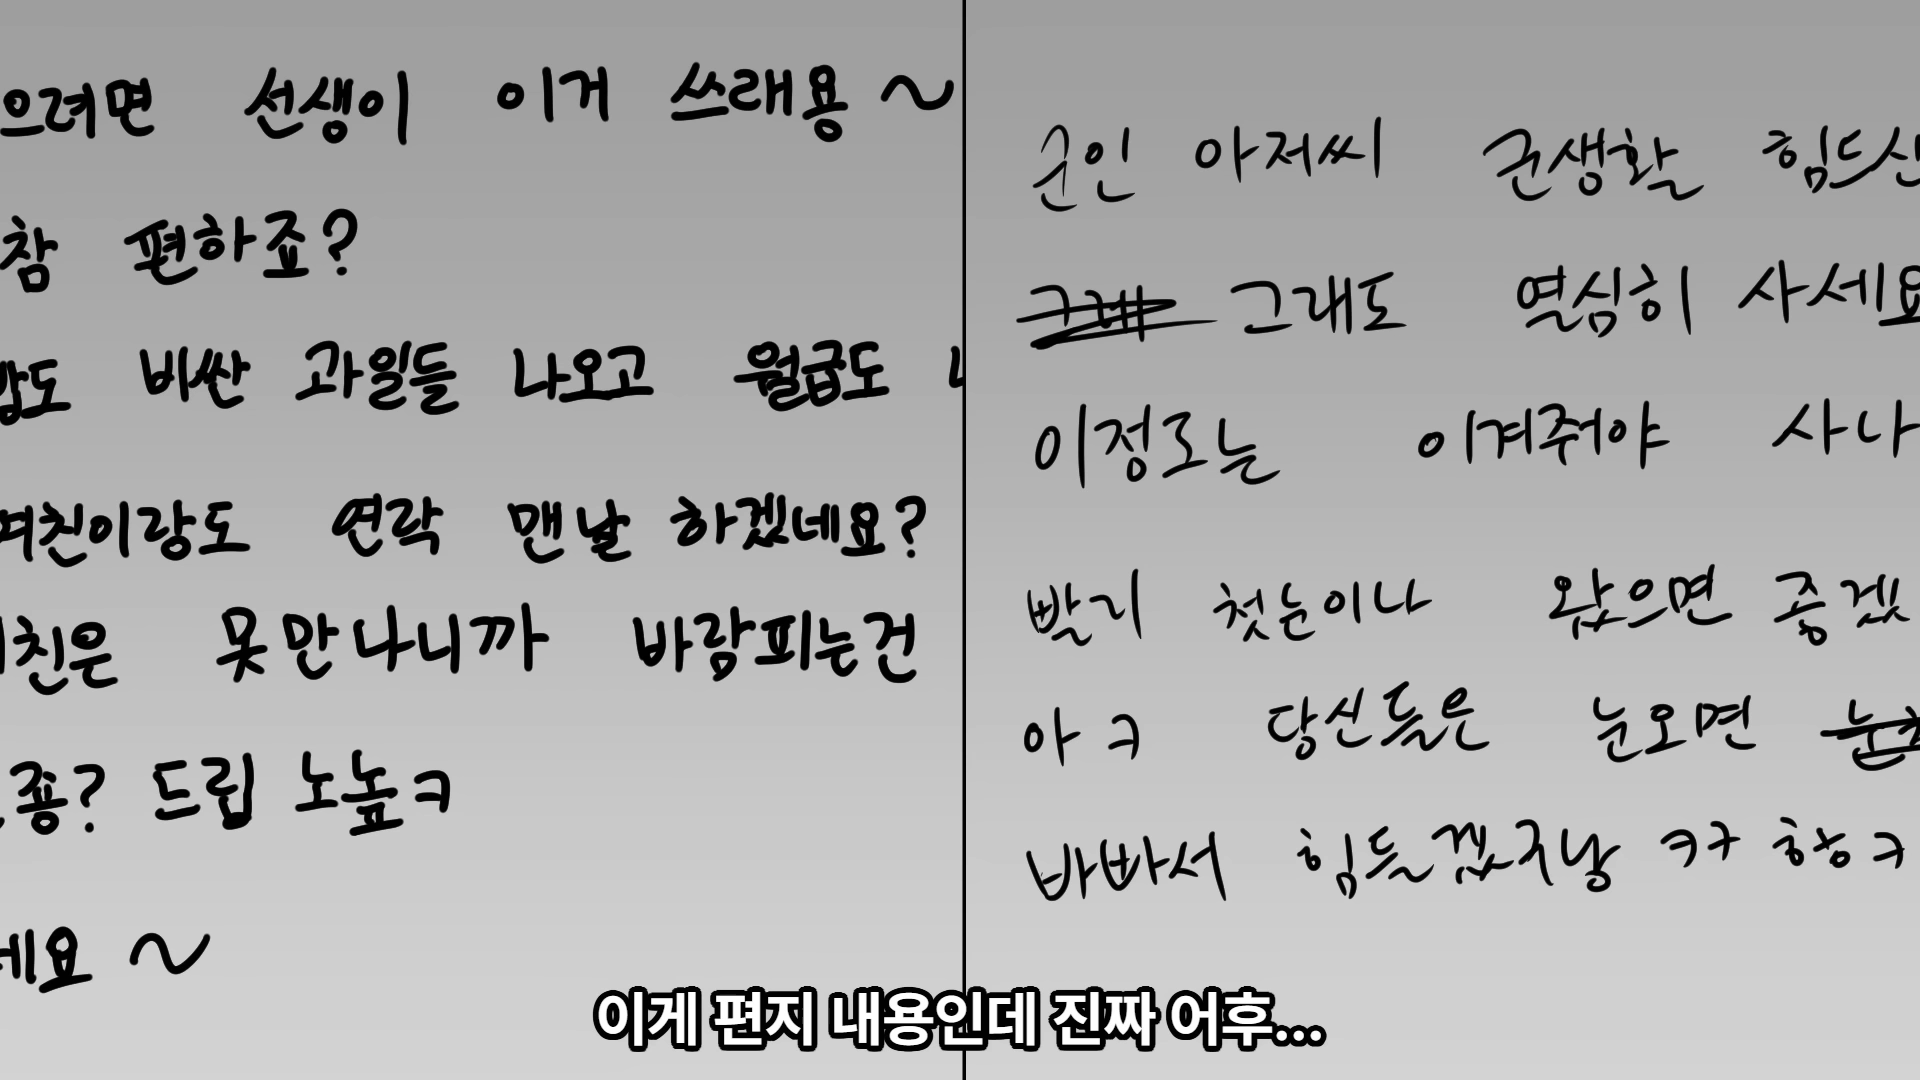 으려면 선생이 이거 쓰래용~
참 편하죠?
밥도 비싼 과일들 나오고 월급도
여친이랑도 연락 맨날 하겠네요?
친은 못만나니까 바람피는건
죵? 드립 노높ㅋ
세요~
군인 아저씨 군생활 힘드신
그래도 열심히 사세요
이정도는 이겨줘야 사나
빨리 첫눈이나 왔으면 좋겠
아ㅋ 당신들은 눈오면
바빠서 힘들겠지낭 ㅋㅋ 항ㅋ
이게 편지 내용인데 진짜 어후...